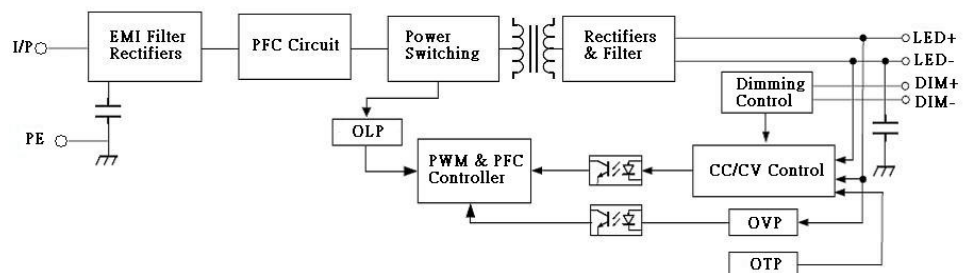 I/P
EMI Filter
Rectifiers
PFC Circuit
Power
Switching
Rectifiers
& Filter
LED+
LED-
DIM+
DIM-
Dimming
Control
PE
OLP
PWM & PFC
Controller
CC/CV Control
OVP
OTP